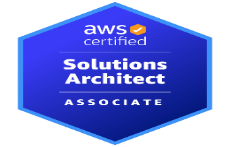 aws
certified
Solutions
Architect
ASSOCIATE